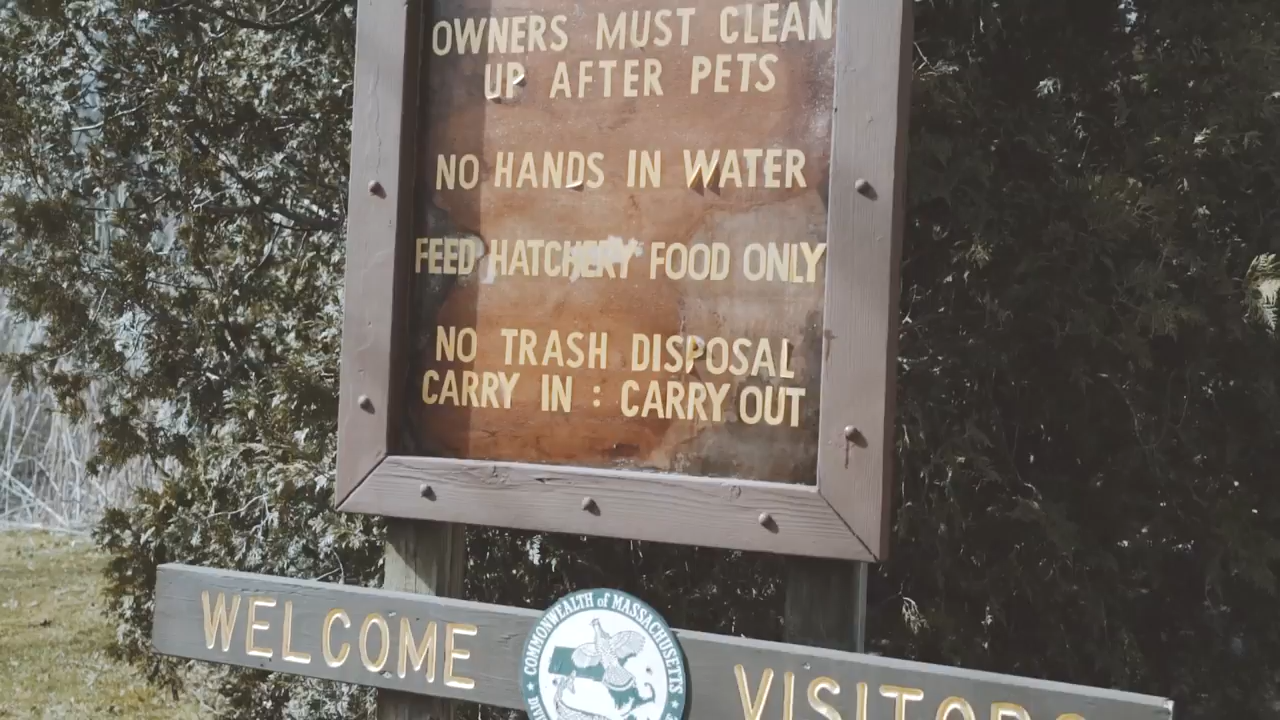 OWNERS MUST CLEAN
UP AFTER PETS
NO HANDS IN WATER
FEED HATCHERY FOOD ONLY
NO TRASH DISPOSAL
CARRY IN : CARRY OUT
WELCOME VISITORS
COMMONWEALTH of MASSACHUSETTS